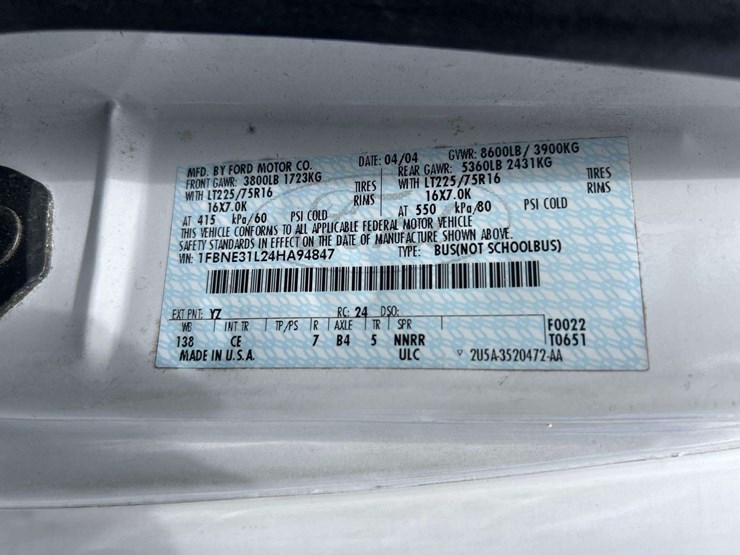 MFD. BY FORD MOTOR CO. DATE: 04/04 GVWR: 8600LB/ 3900KG
FRONT GAWR: 3800LB 1723KG REAR GAWR: 5360LB 2431KG
WITH LT225/75R16 TIRES WITH LT225/75R16 TIRES
16X7.0K RIMS 16X7.0K RIMS
AT 415 kPa/60 PSI COLD AT 550 kPa/80 PSI COLD
THIS VEHICLE CONFORMS TO ALL APPLICABLE FEDERAL MOTOR VEHICLE
SAFETY STANDARDS IN EFFECT ON THE DATE OF MANUFACTURE SHOWN ABOVE.
VIN: 1FBNE31L24HA94847 TYPE: BUS(NOT SCHOOLBUS)
EXT PNT: YZ RC: 24 DSO:
WB INT TR TP/PS R AXLE TR SPR F0022
138 CE 7 B4 5 NNRR T0651
MADE IN U.S.A. ULC ▽ 2U5A-3520472-AA